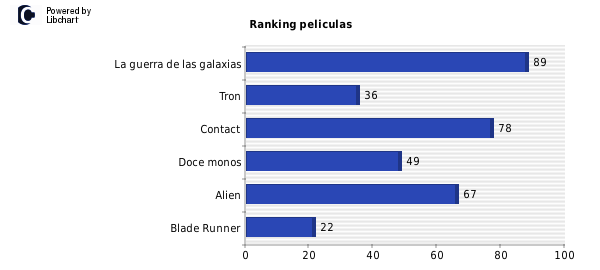 Powered by
Libchart
Ranking peliculas
La guerra de las galaxias 89
Tron 36
Contact 78
Doce monos 49
Alien 67
Blade Runner 22
0 20 40 60 80 100